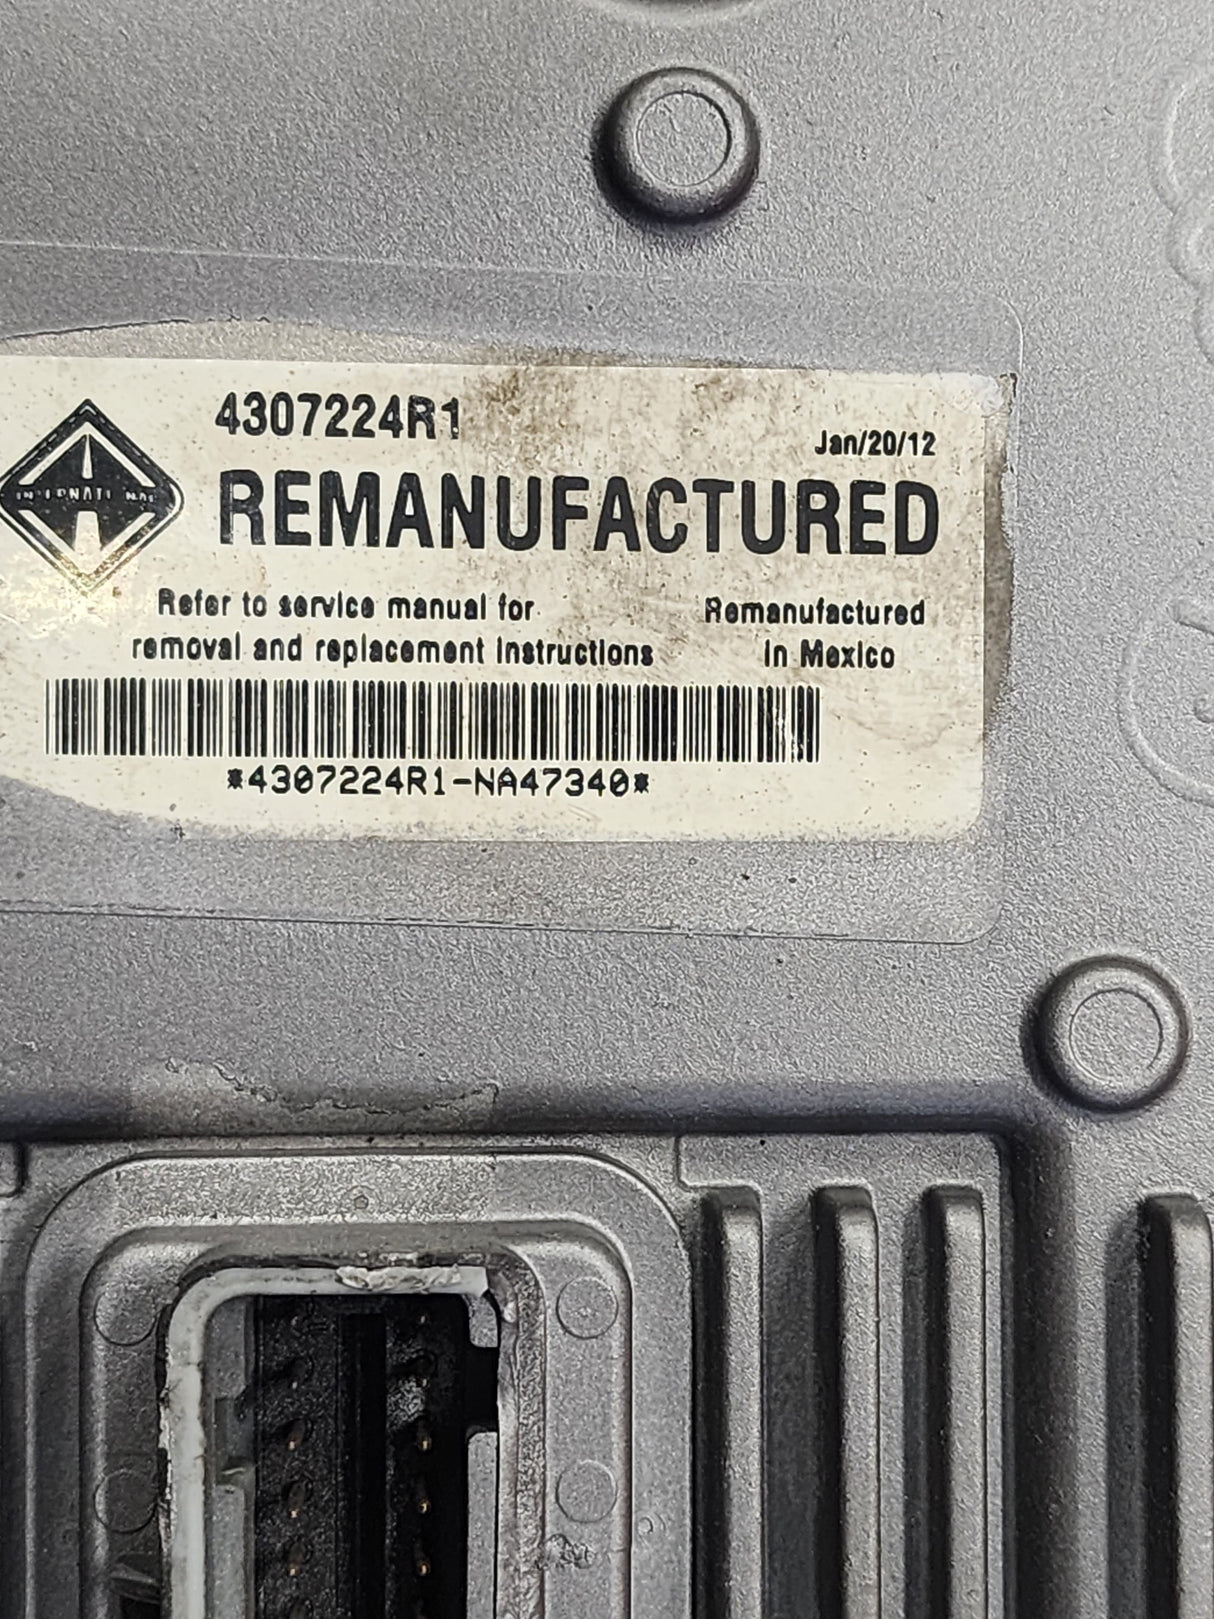 4307224R1
Jan/20/12
INTERNATIONAL
REMANUFACTURED
Refer to service manual for
removal and replacement instructions
Remanufactured
in Mexico
*4307224R1-NA47340*